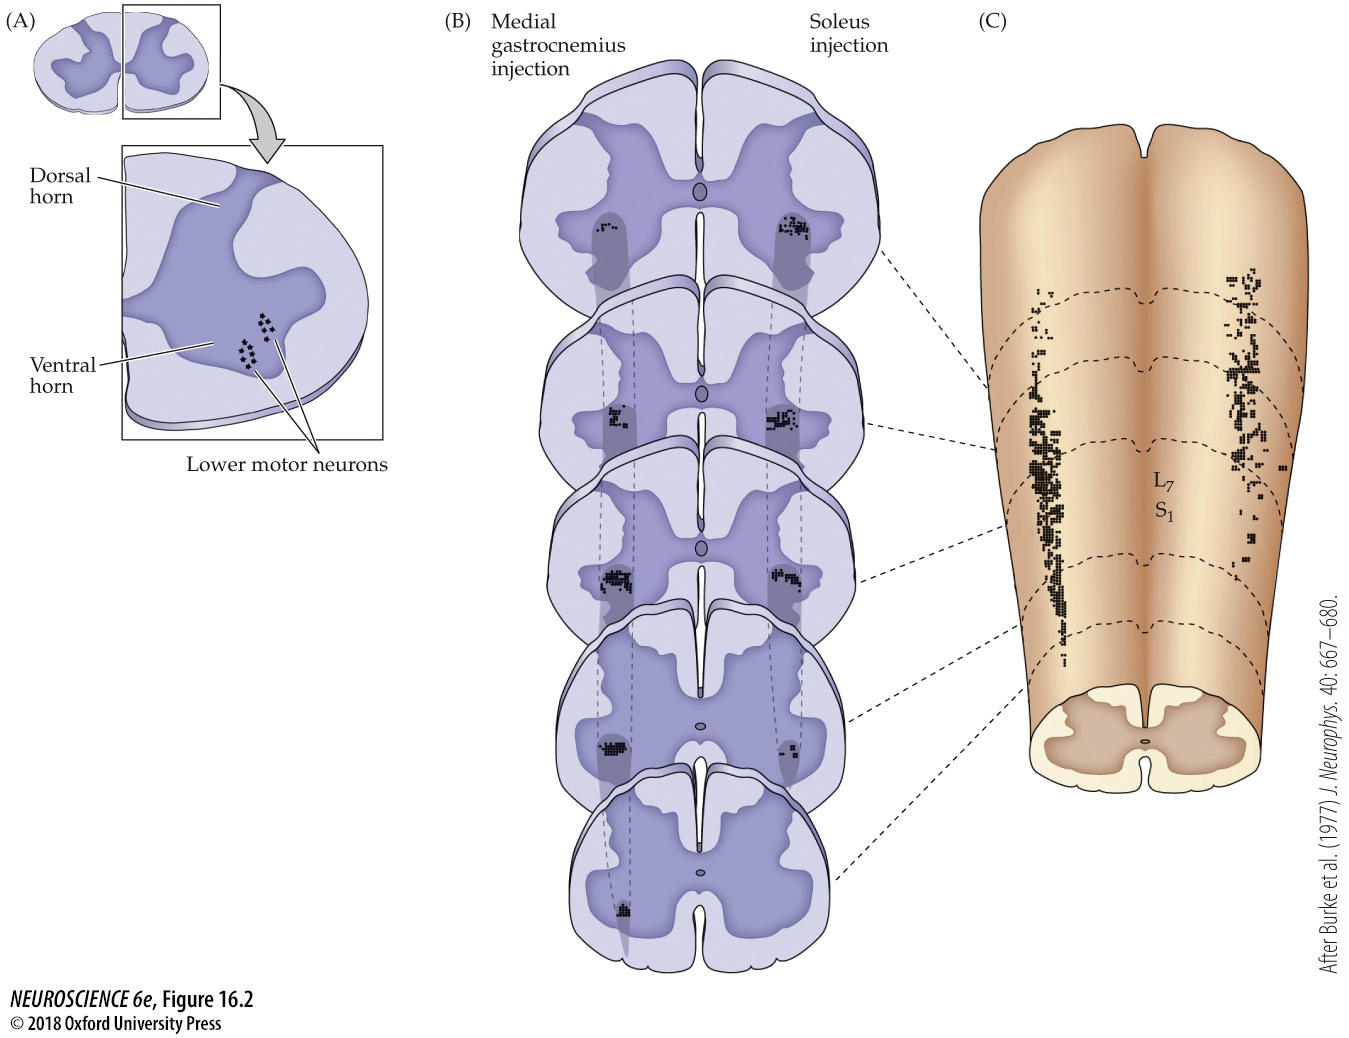 (A)
Dorsal
horn
Ventral
horn
Lower motor neurons
(B)
Medial
gastrocnemius
injection
Soleus
injection
(C)
L7
S1
After Burke et al. (1977) J. Neurophys. 40: 667–680.
NEUROSCIENCE 6e, Figure 16.2
© 2018 Oxford University Press